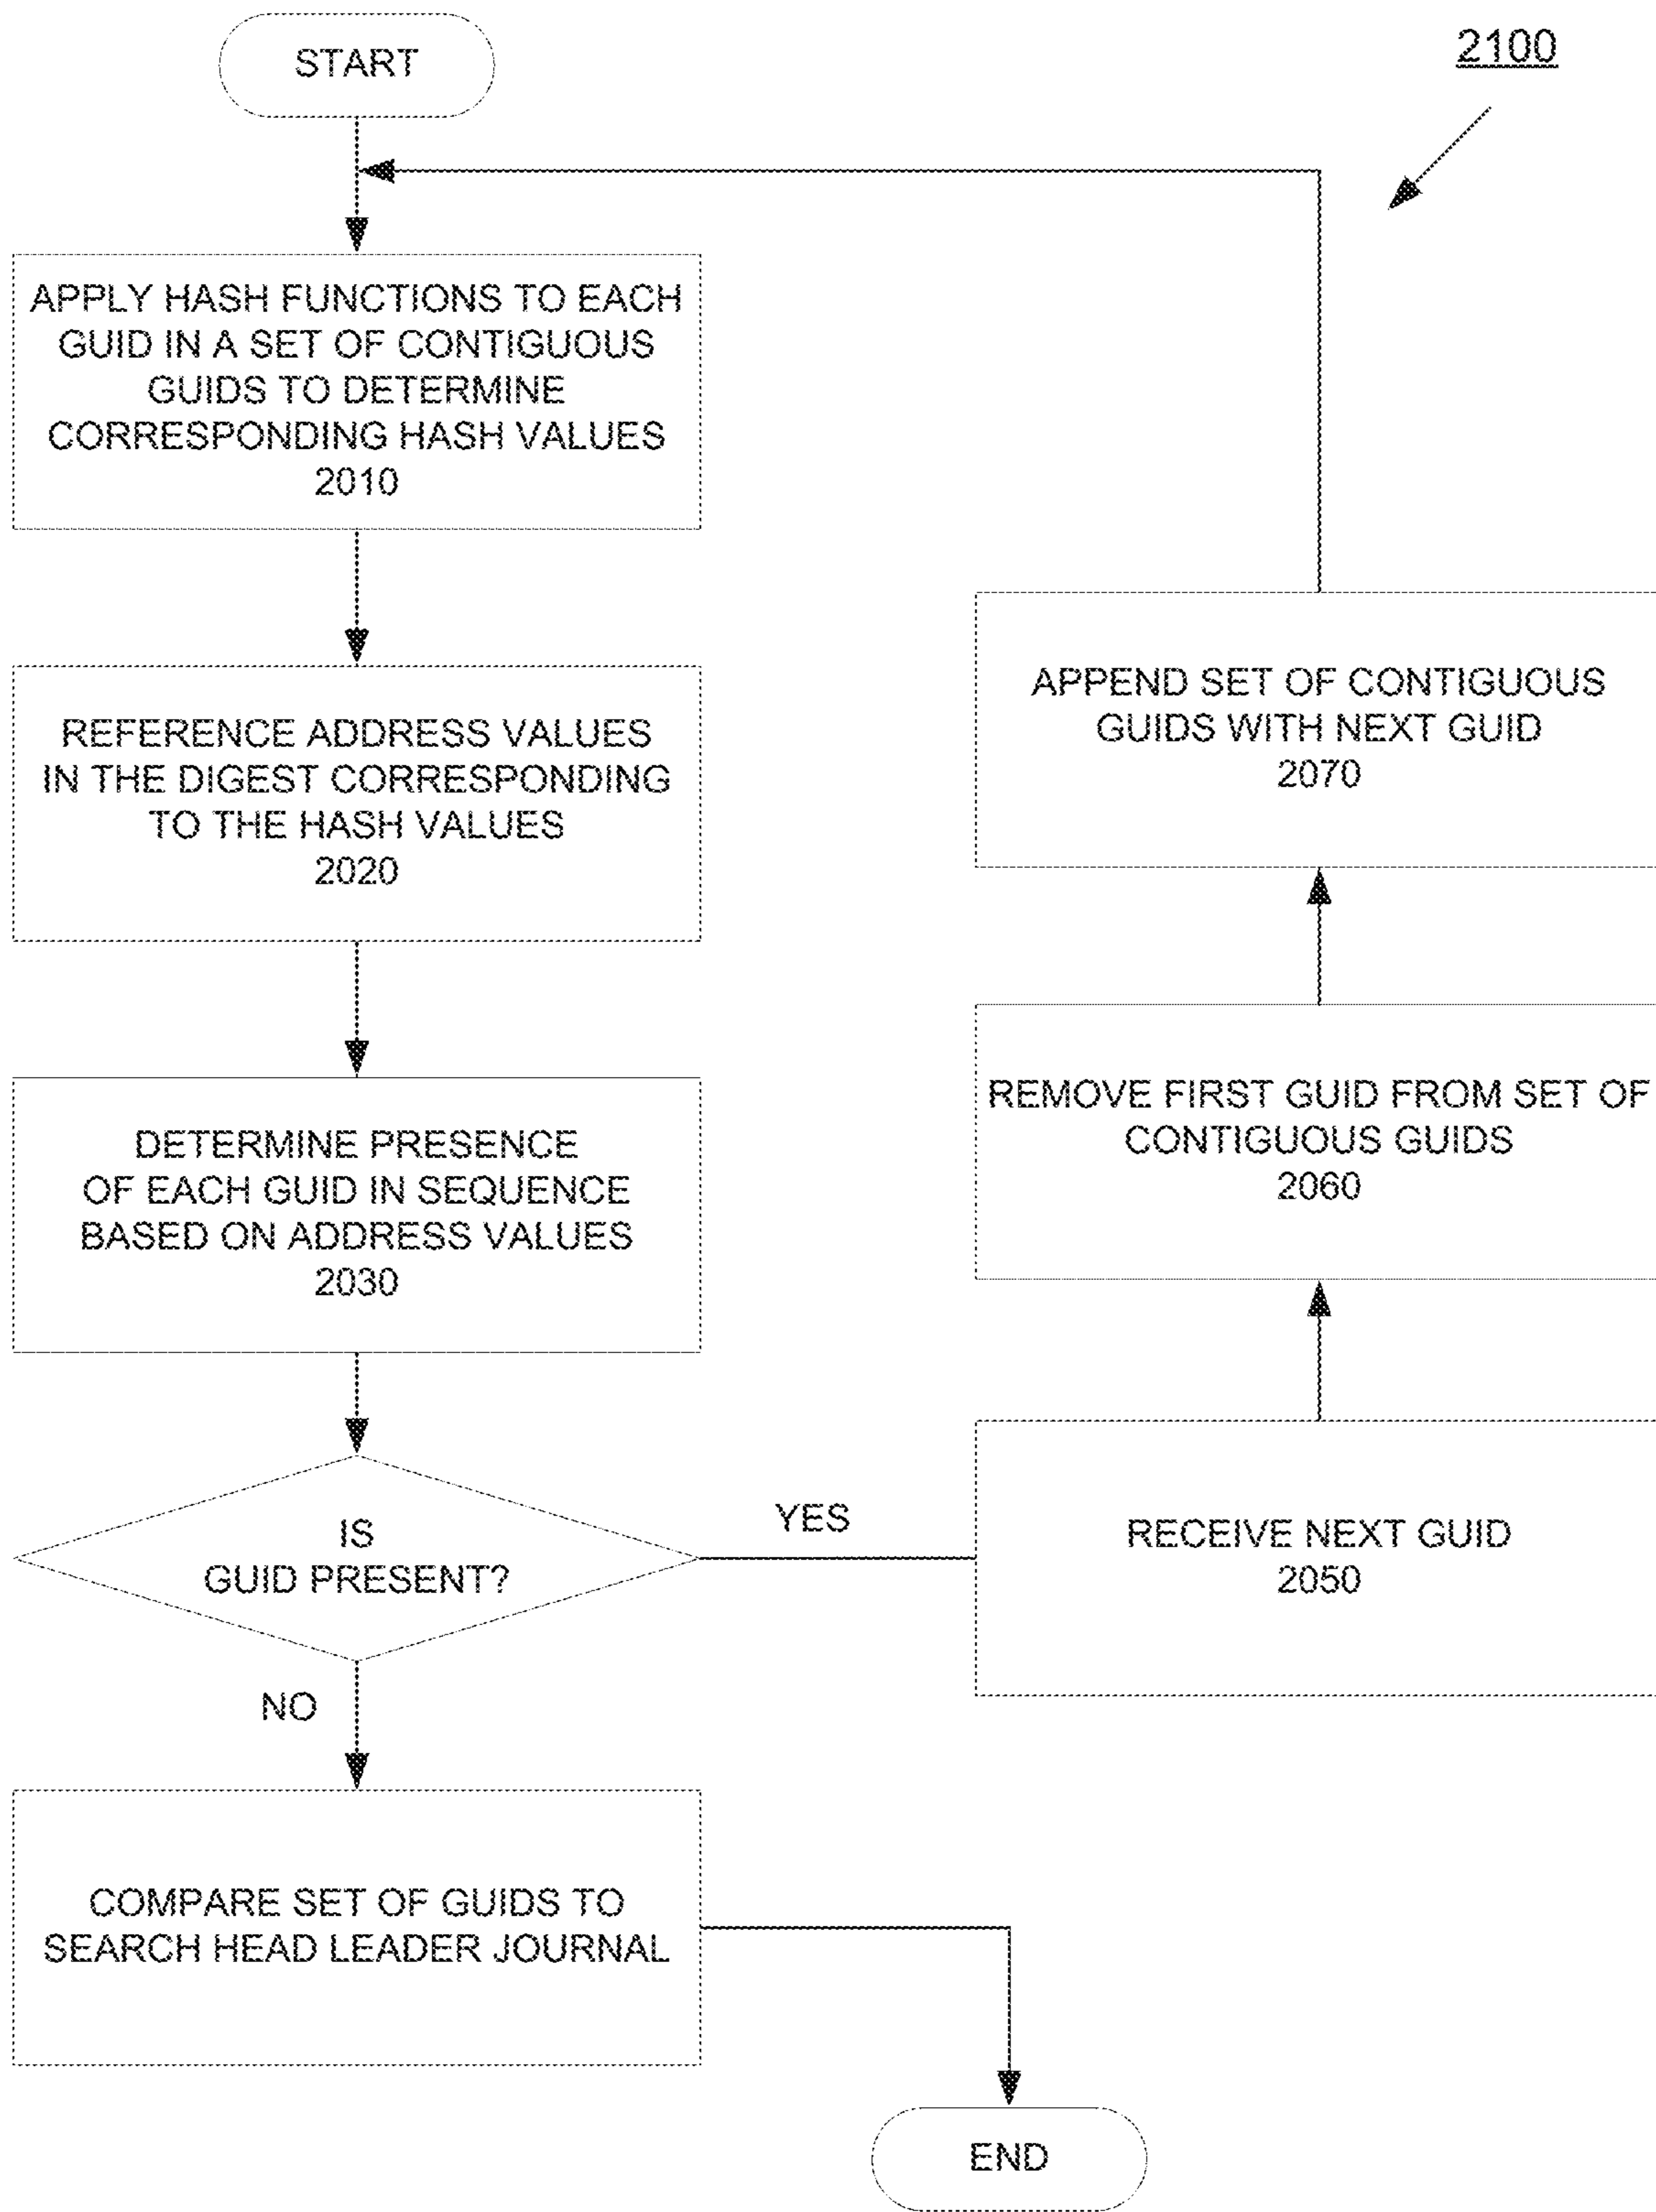 START
2100
APPLY HASH FUNCTIONS TO EACH
GUID IN A SET OF CONTIGUOUS
GUIDS TO DETERMINE
CORRESPONDING HASH VALUES
2010
REFERENCE ADDRESS VALUES
IN THE DIGEST CORRESPONDING
TO THE HASH VALUES
2020
DETERMINE PRESENCE
OF EACH GUID IN SEQUENCE
BASED ON ADDRESS VALUES
2030
IS
GUID PRESENT?
YES
NO
RECEIVE NEXT GUID
2050
REMOVE FIRST GUID FROM SET OF
CONTIGUOUS GUIDS
2060
APPEND SET OF CONTIGUOUS
GUIDS WITH NEXT GUID
2070
COMPARE SET OF GUIDS TO
SEARCH HEAD LEADER JOURNAL
END